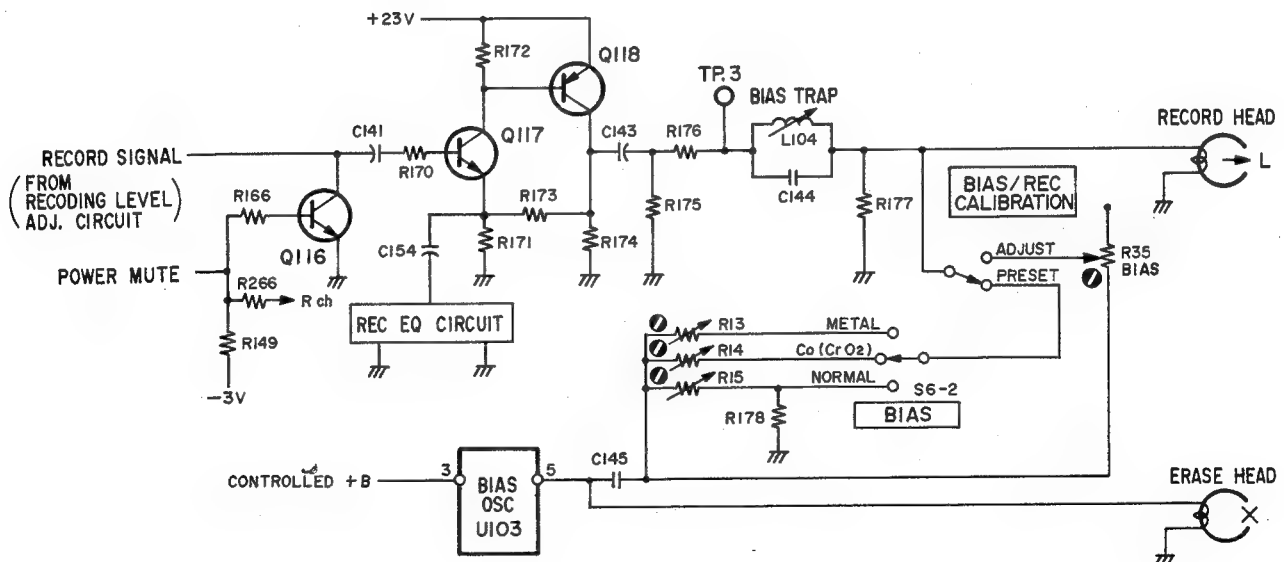 +23V
R172
Q118
TP.3
BIAS TRAP
L104
C144
RECORD HEAD
L
C141
Q117
C143
R176
RECORD SIGNAL
(FROM
RECODING LEVEL
ADJ. CIRCUIT)
R170
R166
Q116
R173
C154
R171
R174
R175
R177
BIAS/REC
CALIBRATION
ADJUST
R35
BIAS
PRESET
POWER MUTE
R266
R ch
REC EQ CIRCUIT
R149
-3V
R13
METAL
R14
Co (CrO2)
R15
NORMAL
S6-2
R178
BIAS
CONTROLLED +B
3
BIAS
OSC
U103
5
C145
ERASE HEAD
X